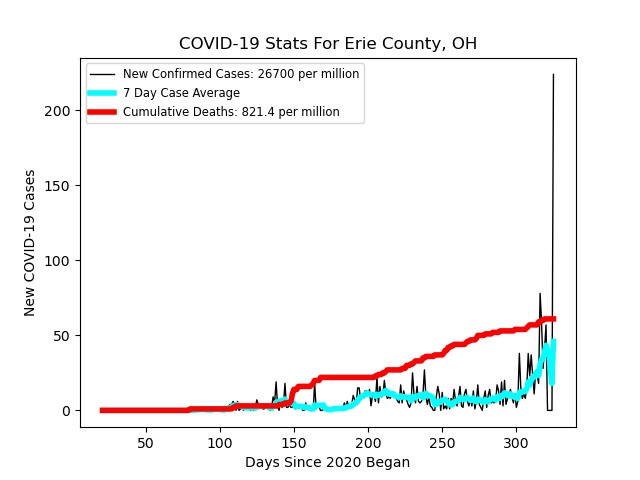 COVID-19 Stats For Erie County, OH
New Confirmed Cases: 26700 per million
7 Day Case Average
Cumulative Deaths: 821.4 per million
New COVID-19 Cases
200
150
100
50
0
50 100 150 200 250 300
Days Since 2020 Began